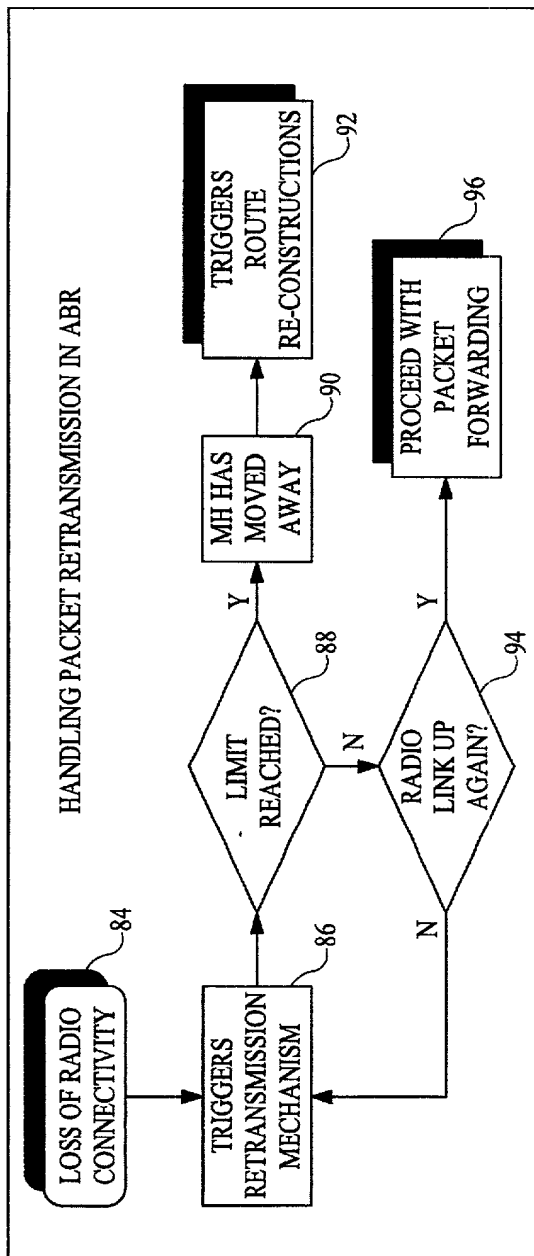 HANDLING PACKET RETRANSMISSION IN ABR
LOSS OF RADIO
CONNECTIVITY
84
TRIGGERS
RETRANSMISSION
MECHANISM
86
LIMIT
REACHED?
88
Y
N
MH HAS
MOVED
AWAY
90
TRIGGERS
ROUTE
RE-CONSTRUCTIONS
92
RADIO
LINK UP
AGAIN?
94
N
Y
PROCEED WITH
PACKET
FORWARDING
96